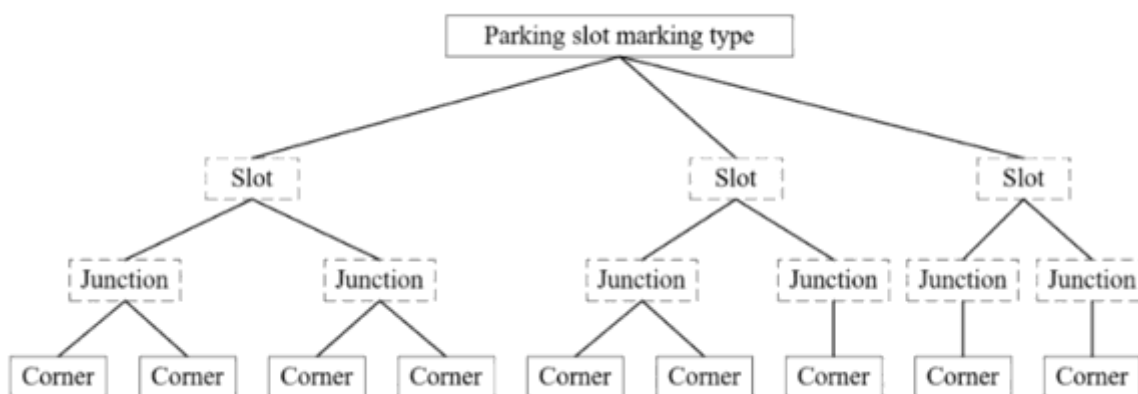 Parking slot marking type
Slot Slot Slot
Junction Junction Junction Junction Junction Junction
Corner Corner Corner Corner Corner Corner Corner Corner Corner